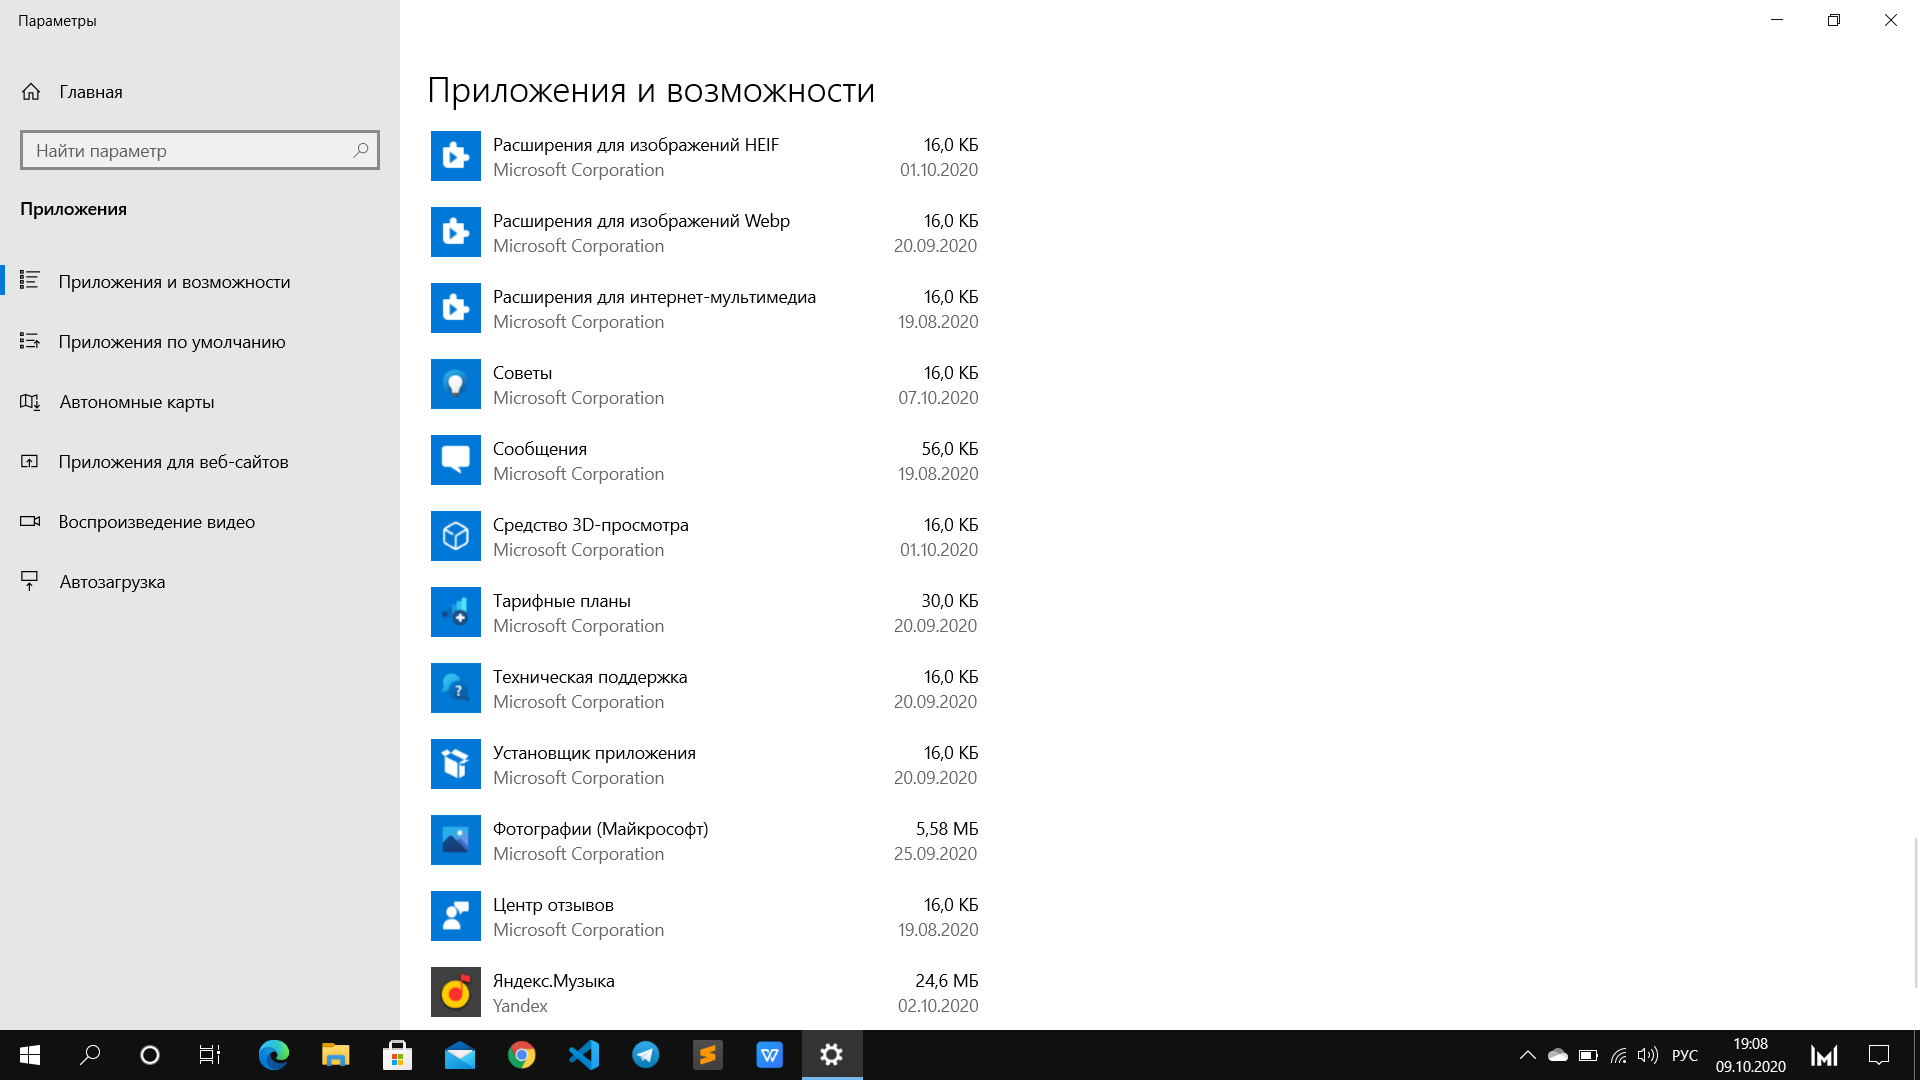 Параметры
Главная
Найти параметр
Приложения
Приложения и возможности
Приложения по умолчанию
Автономные карты
Приложения для веб-сайтов
Воспроизведение видео
Автозагрузка
Приложения и возможности
Расширения для изображений HEIF 16,0 КБ
Microsoft Corporation 01.10.2020
Расширения для изображений Webp 16,0 КБ
Microsoft Corporation 20.09.2020
Расширения для интернет-мультимедиа 16,0 КБ
Microsoft Corporation 19.08.2020
Советы 16,0 КБ
Microsoft Corporation 07.10.2020
Сообщения 56,0 КБ
Microsoft Corporation 19.08.2020
Средство 3D-просмотра 16,0 КБ
Microsoft Corporation 01.10.2020
Тарифные планы 30,0 КБ
Microsoft Corporation 20.09.2020
Техническая поддержка 16,0 КБ
Microsoft Corporation 20.09.2020
Установщик приложения 16,0 КБ
Microsoft Corporation 20.09.2020
Фотографии (Майкрософт) 5,58 МБ
Microsoft Corporation 25.09.2020
Центр отзывов 16,0 КБ
Microsoft Corporation 19.08.2020
Яндекс.Музыка 24,6 МБ
Yandex 02.10.2020
РУС
19:08
09.10.2020